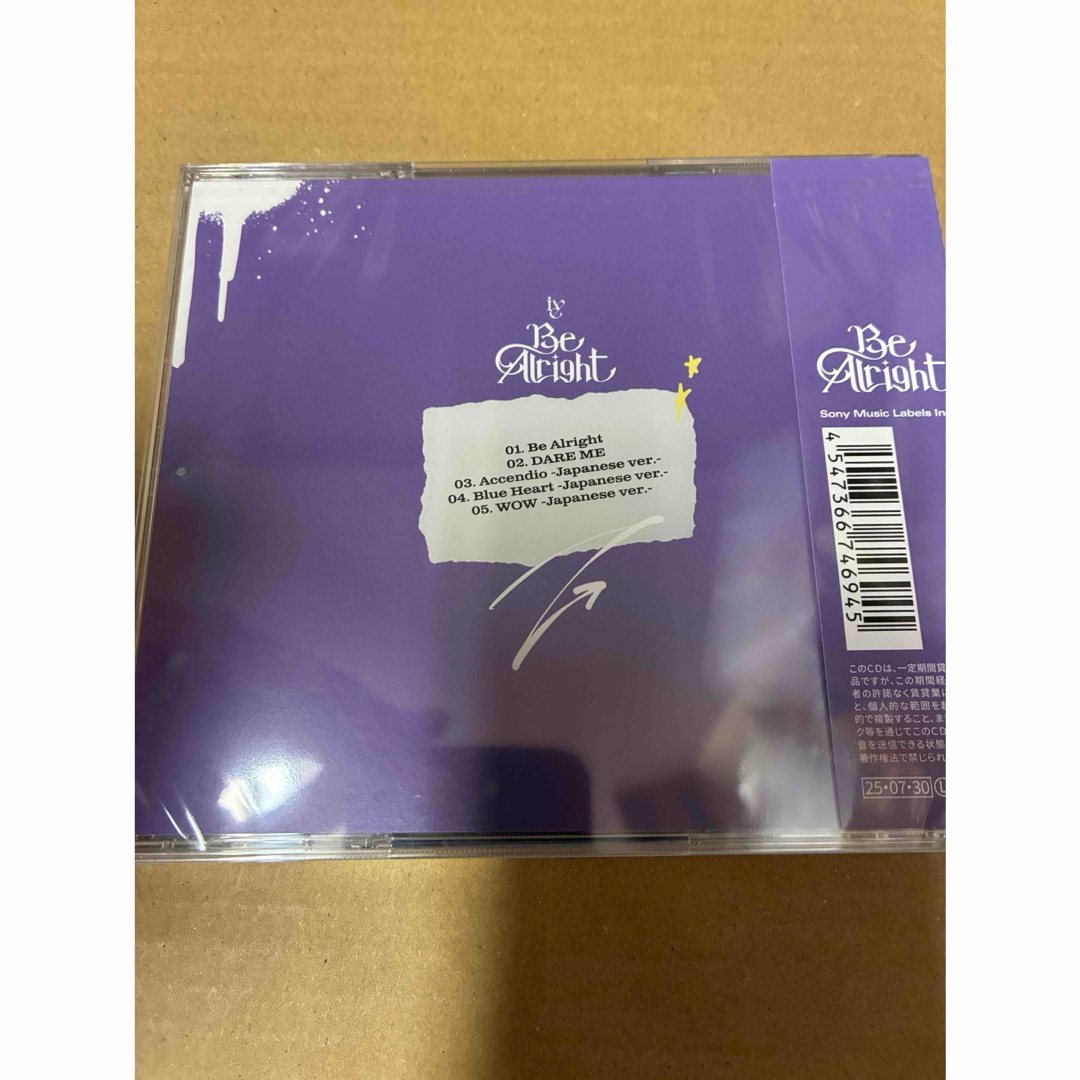 IVE
Be
Alright
01. Be Alright
02. DARE ME
03. Accendio -Japanese ver.-
04. Blue Heart -Japanese ver.-
05. WOW -Japanese ver.-
Be
Alright
Sony Music Labels In
4547366746945
このCDは、一定期間貸
品ですが、この期間経
者の許諾なく賃貸業に
と、個人的な範囲を超
的で複製すること、ま
ク等を通じてこのCD
音を送信できる状態
著作権法で禁じられ
25・07・30 L